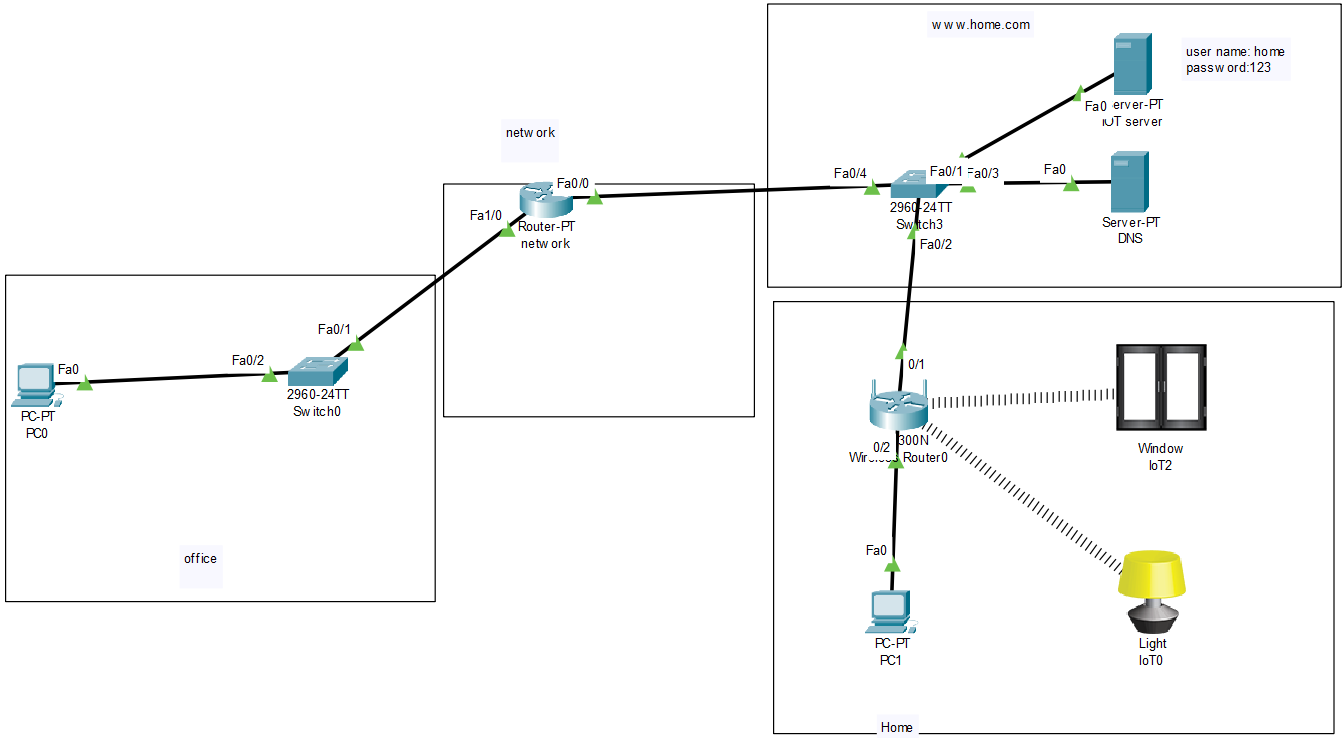 www.home.com
user name: home
password:123
Fa0
erver-PT
IOT server
network
Fa0/0
Fa0/4
Fa0/1
Fa0/3
Fa0
Fa1/0
Router-PT
network
2960-24TT
Switch3
Server-PT
DNS
Fa0/2
Fa0/1
0/1
Fa0
Fa0/2
PC-PT
PC0
2960-24TT
Switch0
0/2
300N
Wireless Router0
Window
IoT2
office
Fa0
PC-PT
PC1
Light
IoT0
Home